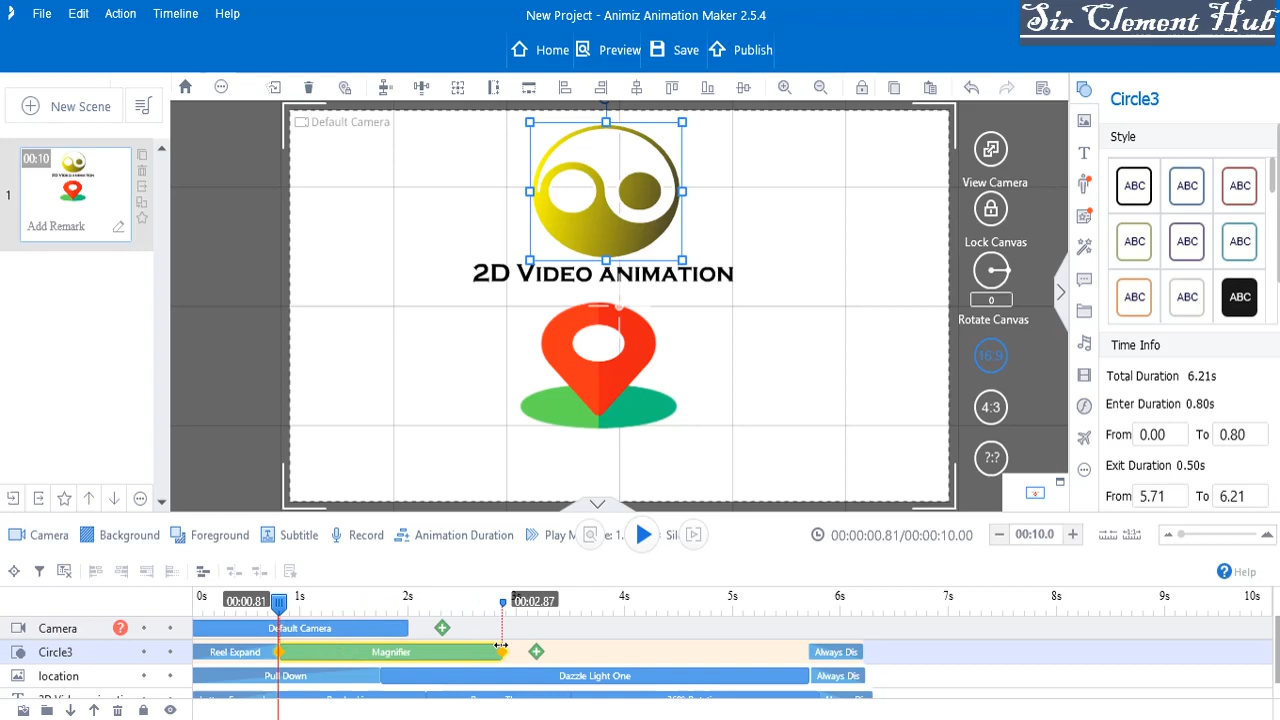 File Edit Action Timeline Help
New Project - Animiz Animation Maker 2.5.4
Sir Clement Hub
Home Preview Save Publish
New Scene
Default Camera
00:10
1
Add Remark
2D Video animation
View Camera
Lock Canvas
0
Rotate Canvas
16:9
4:3
?:?
Circle3
Style
ABC ABC ABC
ABC ABC ABC
ABC ABC ABC
Time Info
Total Duration 6.21s
Enter Duration 0.80s
From 0.00 To 0.80
Exit Duration 0.50s
From 5.71 To 6.21
Camera Background Foreground Subtitle Record Animation Duration Play M
00:00:00.81/00:00:10.00
00:10.0
Help
0s 1s 2s 4s 5s 6s 7s 8s 9s 10s
00:00.81
00:02.87
Camera ? Default Camera
Circle3 Reel Expand Magnifier Always Dis
location Pull Down Dazzle Light One Always Dis